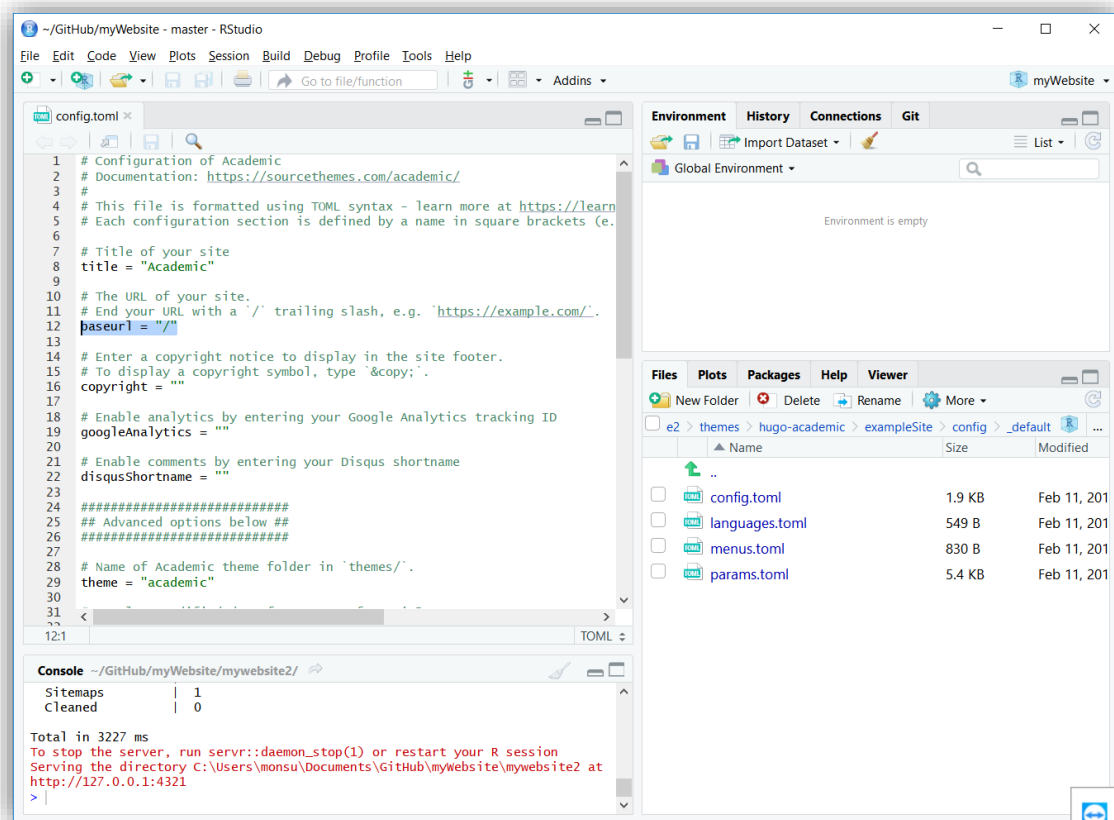 ~/GitHub/myWebsite - master - RStudio
File Edit Code View Plots Session Build Debug Profile Tools Help
Go to file/function
Addins
myWebsite
config.toml
1 # Configuration of Academic
2 # Documentation: https://sourcethemes.com/academic/
3 #
4 # This file is formatted using TOML syntax - learn more at https://learn
5 # Each configuration section is defined by a name in square brackets (e.
6
7 # Title of your site
8 title = "Academic"
9
10 # The URL of your site.
11 # End your URL with a `/` trailing slash, e.g. `https://example.com/`.
12 baseurl = "/"
13
14 # Enter a copyright notice to display in the site footer.
15 # To display a copyright symbol, type `&copy;`.
16 copyright = ""
17
18 # Enable analytics by entering your Google Analytics tracking ID
19 googleAnalytics = ""
20
21 # Enable comments by entering your Disqus shortname
22 disqusShortname = ""
23
24 ############################
25 ## Advanced options below ##
26 ############################
27
28 # Name of Academic theme folder in `themes/`.
29 theme = "academic"
30
31
12:1
TOML
Console ~/GitHub/myWebsite/mywebsite2/
Sitemaps | 1
Cleaned | 0
Total in 3227 ms
To stop the server, run servr::daemon_stop(1) or restart your R session
Serving the directory C:\Users\monsu\Documents\GitHub\myWebsite\mywebsite2 at
http://127.0.0.1:4321
>
Environment History Connections Git
Import Dataset
List
Global Environment
Environment is empty
Files Plots Packages Help Viewer
New Folder Delete Rename More
e2 > themes > hugo-academic > exampleSite > config > _default ...
Name Size Modified
..
config.toml 1.9 KB Feb 11, 201
languages.toml 549 B Feb 11, 201
menus.toml 830 B Feb 11, 201
params.toml 5.4 KB Feb 11, 201